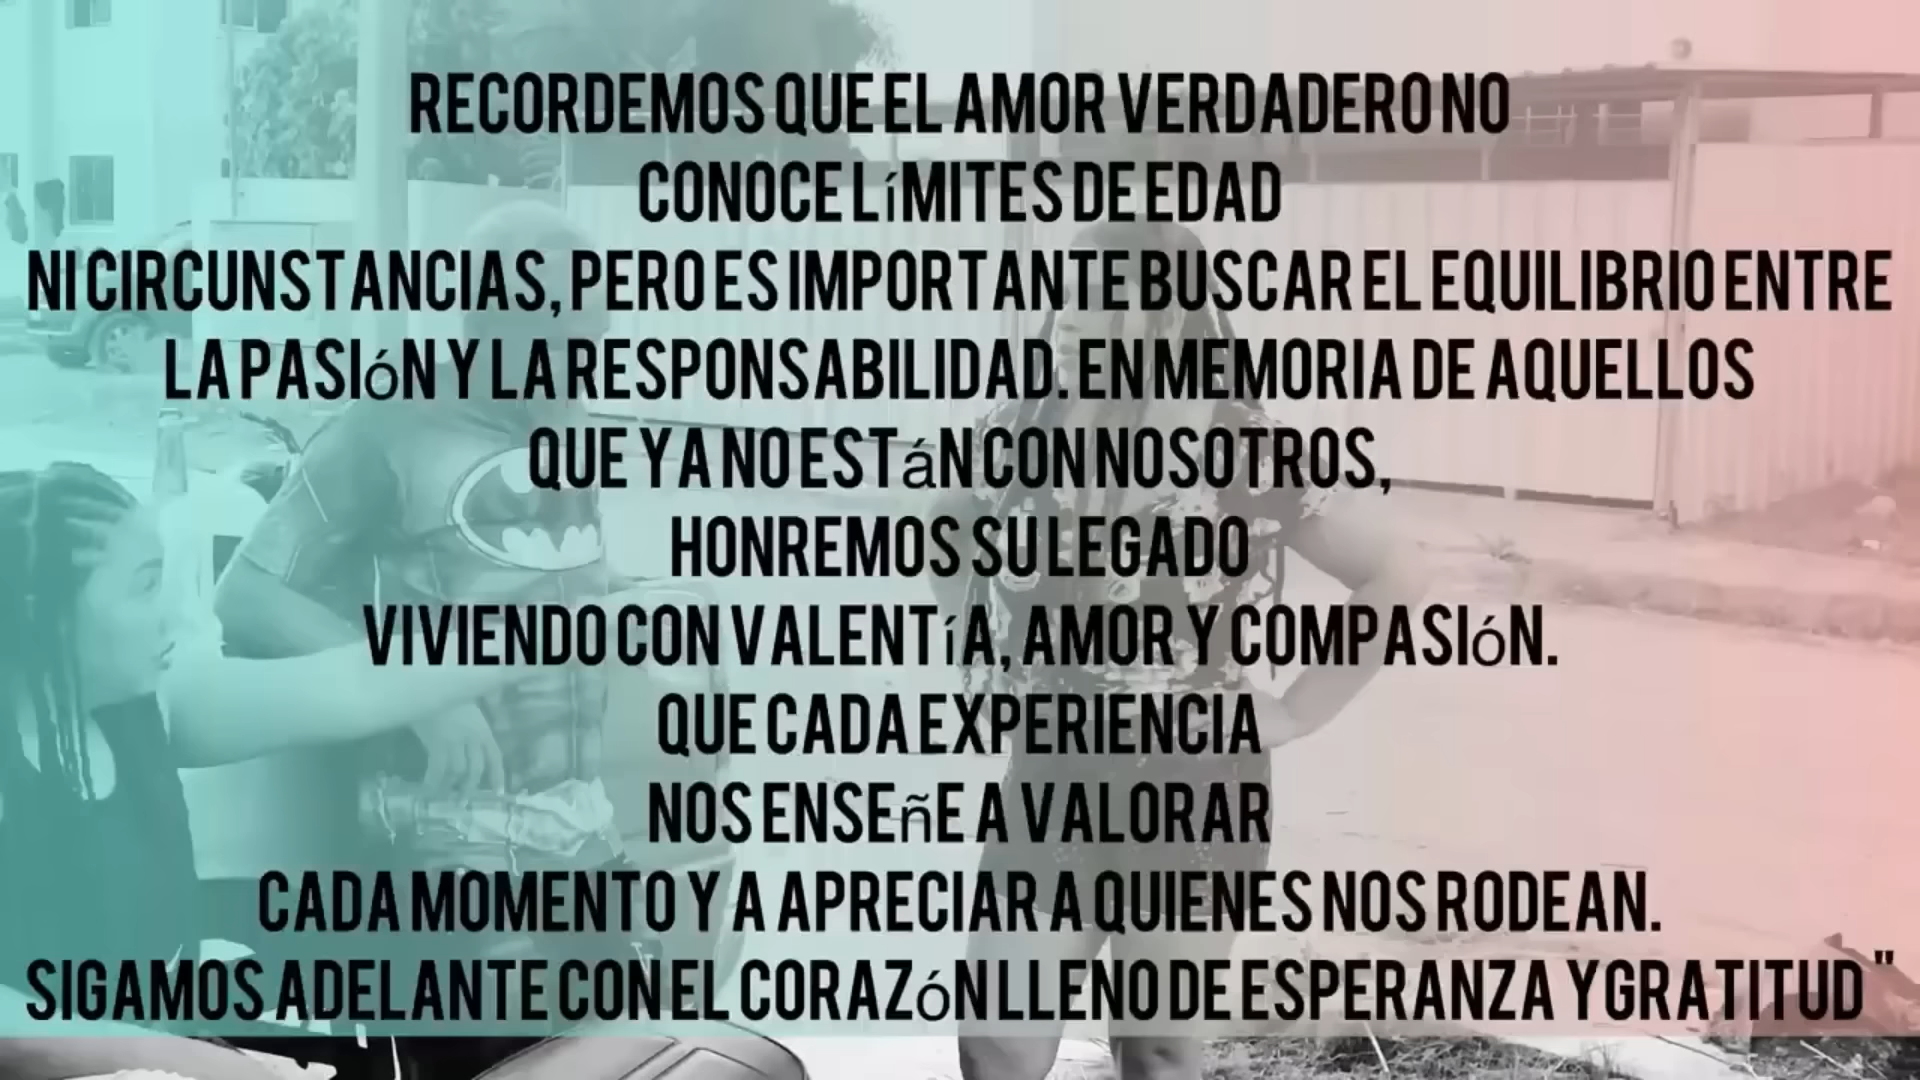 RECORDEMOS QUE EL AMOR VERDADERO NO
CONOCE LíMITES DE EDAD
NI CIRCUNSTANCIAS, PERO ES IMPORTANTE BUSCAR EL EQUILIBRIO ENTRE
LA PASIóN Y LA RESPONSABILIDAD. EN MEMORIA DE AQUELLOS
QUE YA NO ESTáN CON NOSOTROS,
HONREMOS SU LEGADO
VIVIENDO CON VALENTíA, AMOR Y COMPASIóN.
QUE CADA EXPERIENCIA
NOS ENSEñE A VALORAR
CADA MOMENTO Y A APRECIAR A QUIENES NOS RODEAN.
SIGAMOS ADELANTE CON EL CORAZóN LLENO DE ESPERANZA Y GRATITUD "